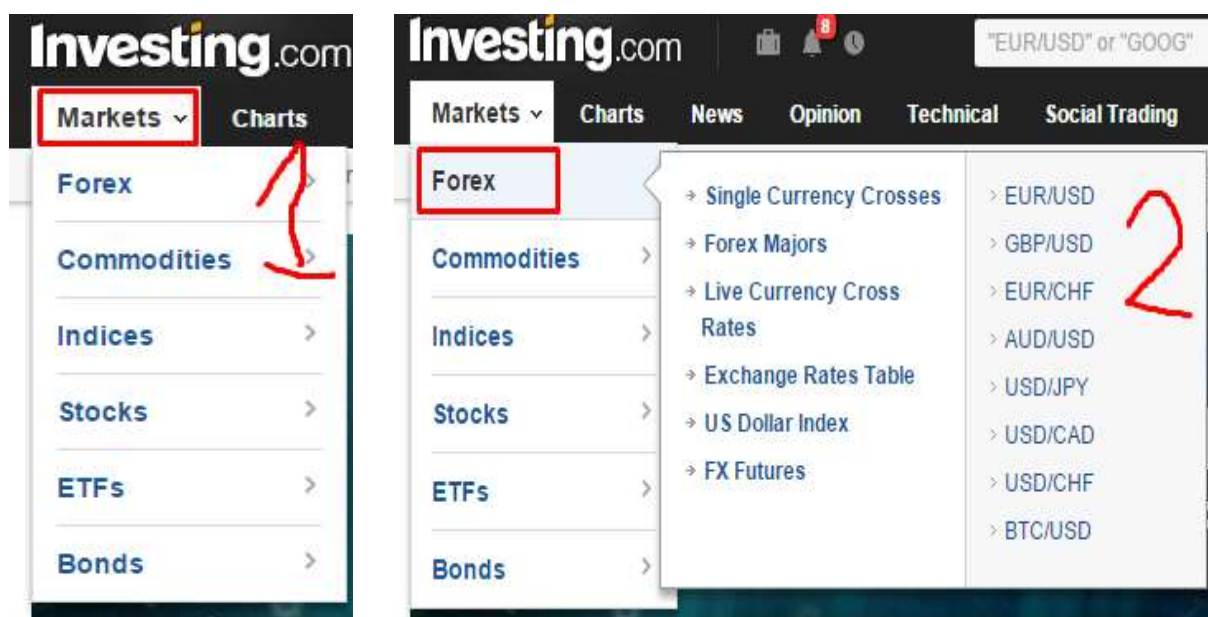 Investing.com
Markets Charts
Forex
Commodities
Indices
Stocks
ETFs
Bonds
1
Investing.com 8 "EUR/USD" or "GOOG"
Markets Charts News Opinion Technical Social Trading
Forex
Commodities
Indices
Stocks
ETFs
Bonds
Single Currency Crosses
Forex Majors
Live Currency Cross
Rates
Exchange Rates Table
US Dollar Index
FX Futures
EUR/USD
GBP/USD
EUR/CHF
AUD/USD
USD/JPY
USD/CAD
USD/CHF
BTC/USD
2